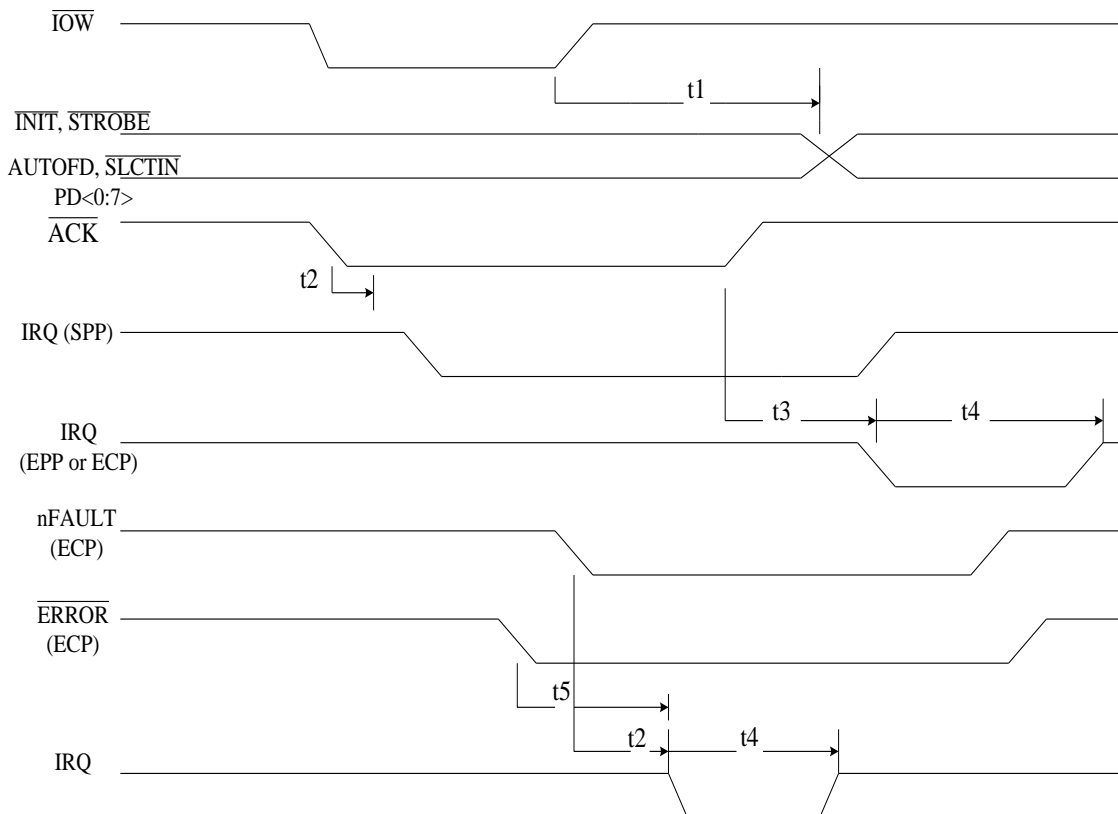 IOW
t1
INIT, STROBE
AUTOFD, SLCTIN
PD<0:7>
ACK
t2
IRQ (SPP)
t3
t4
IRQ
(EPP or ECP)
nFAULT
(ECP)
ERROR
(ECP)
t5
t2
t4
IRQ